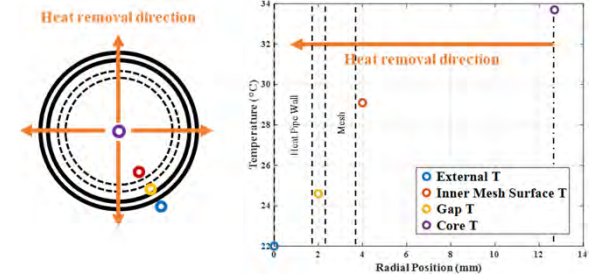 Heat removal direction
34
32
30
28
26
24
22
Temperature (°C)
Heat removal direction
Heat Pipe Wall
Mesh
External T
Inner Mesh Surface T
Gap T
Core T
0
2
4
6
8
10
12
14
Radial Position (mm)